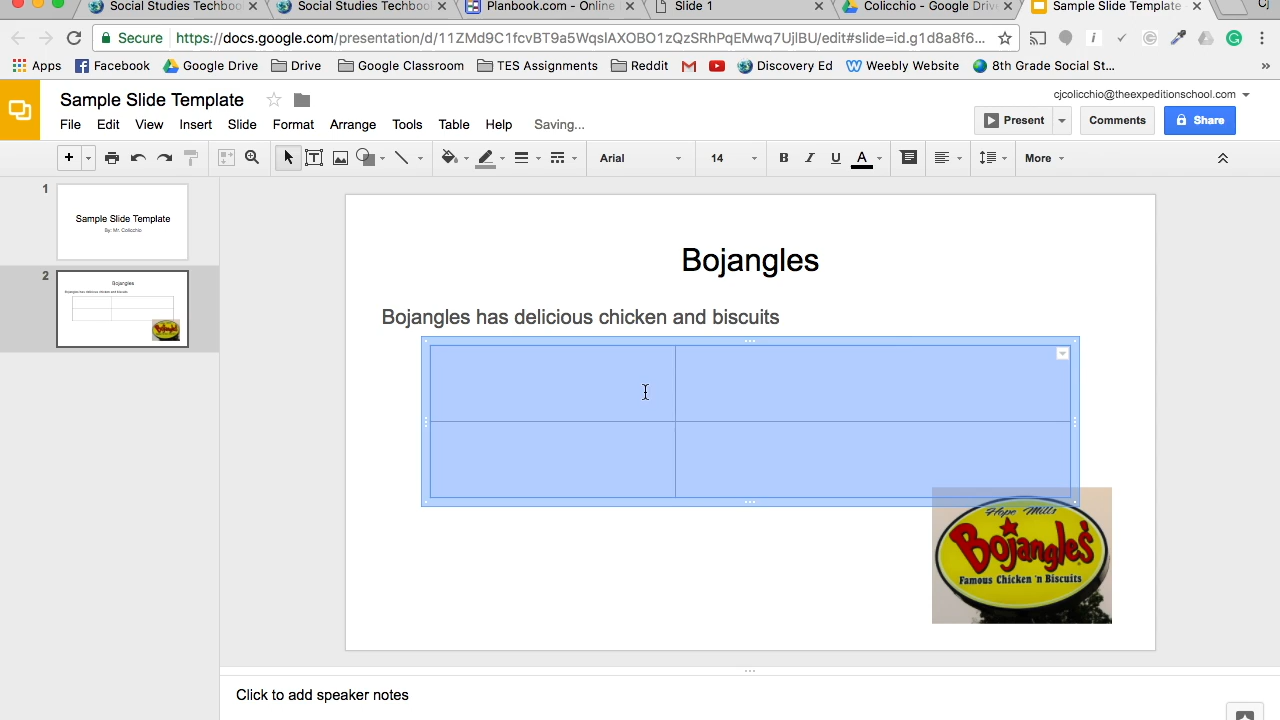 Social Studies Techboo
Social Studies Techboo
Planbook.com - Online
Slide 1
Colicchio - Google Driv
Sample Slide Template
Secure
https://docs.google.com/presentation/d/11ZMd9C1fcvBT9a5WqslAXOBO1zQzSRhPqEMwq7UjlBU/edit#slide=id.g1d8a8f6...
Apps
Facebook
Google Drive
Drive
Google Classroom
TES Assignments
Reddit
Discovery Ed
Weebly Website
8th Grade Social St...
Sample Slide Template
cjcolicchio@theexpeditionschool.com
File Edit View Insert Slide Format Arrange Tools Table Help Saving...
Present
Comments
Share
Arial
14
B I U A
More
1
Sample Slide Template
By: Mr. Colicchio
2
Bojangles
Bojangles has delicious chicken and biscuits
Bojangles
Bojangles
Bojangles has delicious chicken and biscuits
Hope Mills
Bojangles'
Famous Chicken 'n Biscuits
Click to add speaker notes